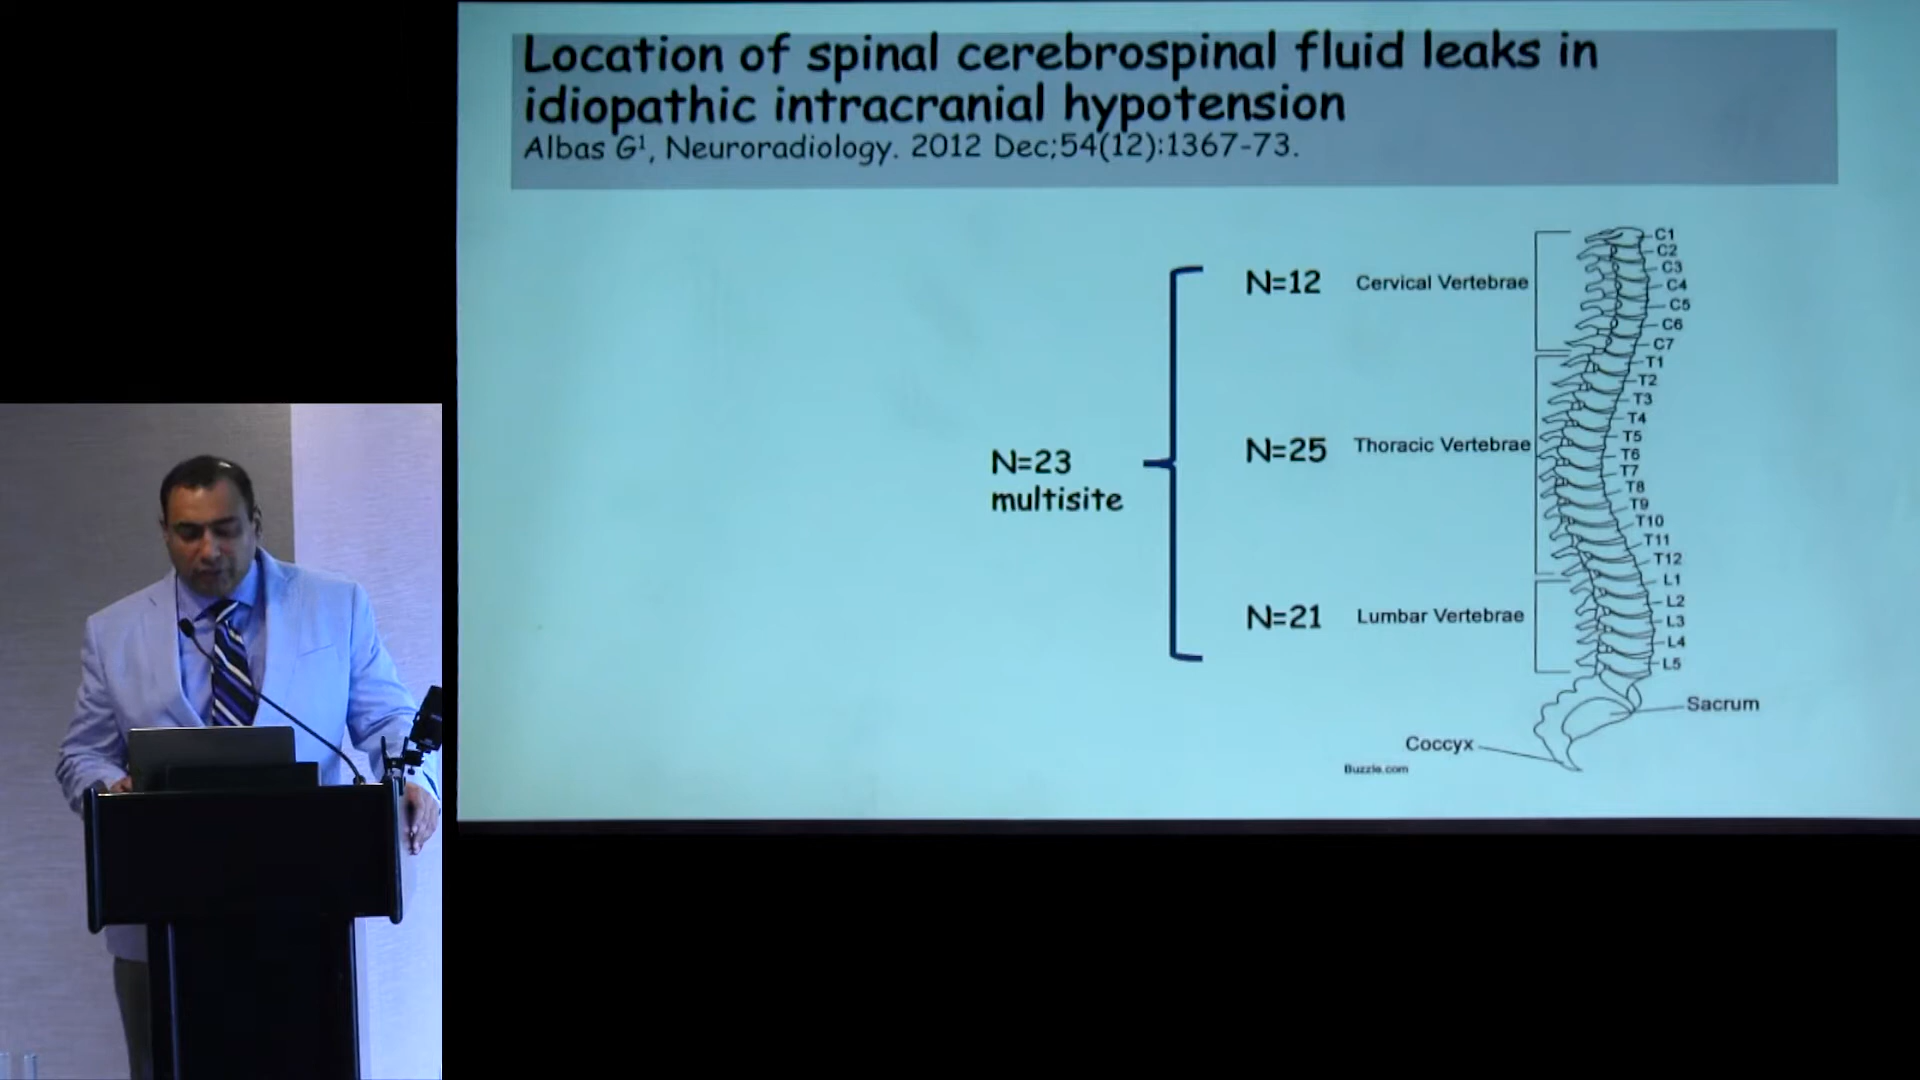 Location of spinal cerebrospinal fluid leaks in
idiopathic intracranial hypotension
Albas G¹, Neuroradiology. 2012 Dec;54(12):1367-73.
N=23
multisite
N=12
Cervical Vertebrae
N=25
Thoracic Vertebrae
N=21
Lumbar Vertebrae
C1
C2
C3
C4
C5
C6
C7
T1
T2
T3
T4
T5
T6
T7
T8
T9
T10
T11
T12
L1
L2
L3
L4
L5
Sacrum
Coccyx
Buzzle.com